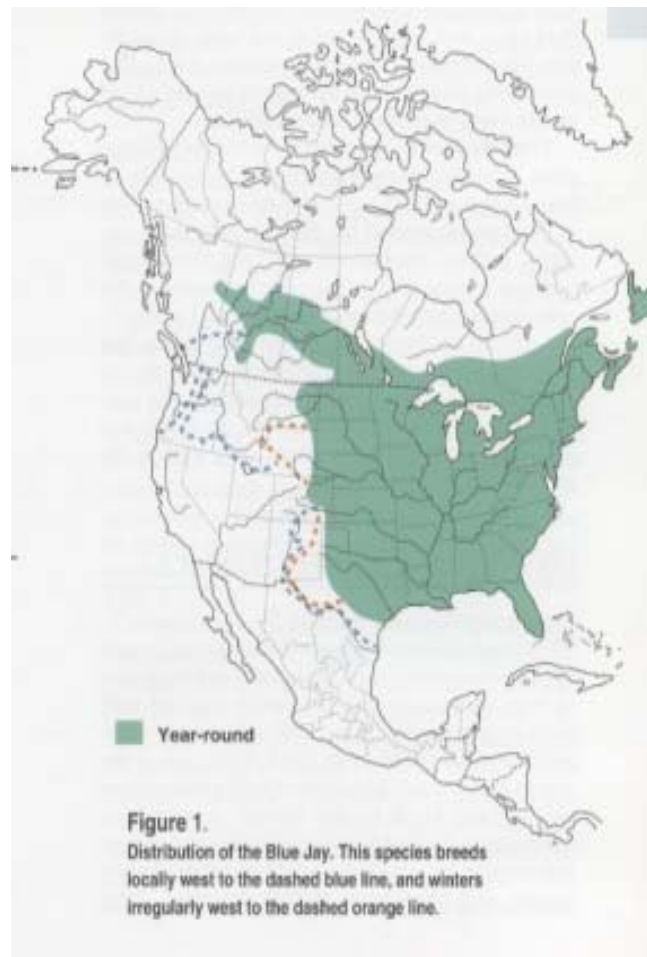 Year-round
Figure 1.
Distribution of the Blue Jay. This species breeds
locally west to the dashed blue line, and winters
irregularly west to the dashed orange line.